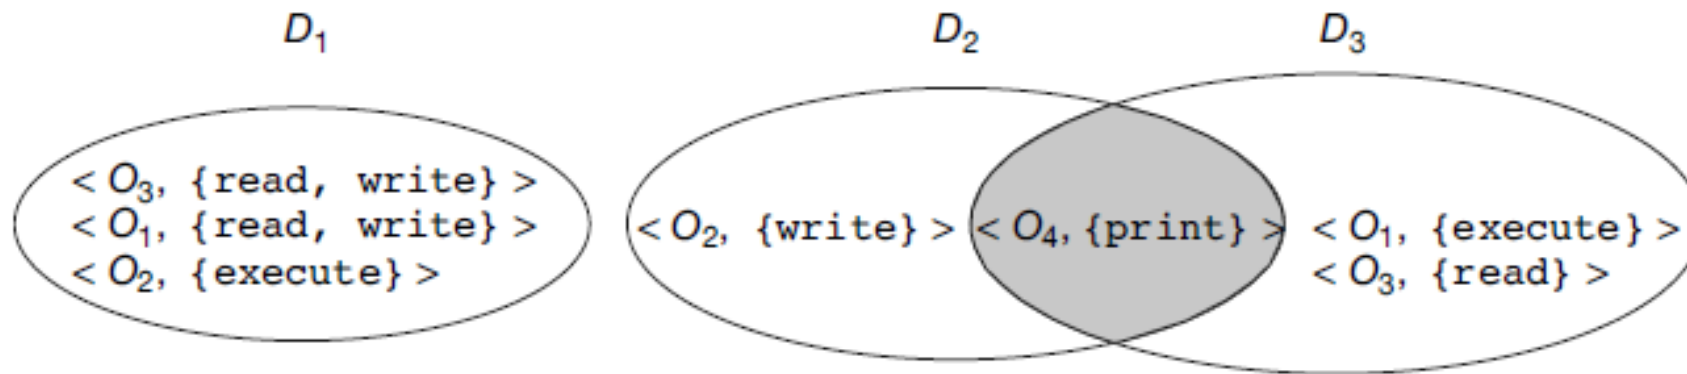 D₁ D₂ D₃
< O₃, {read, write} >
< O₁, {read, write} >
< O₂, {execute} >
< O₂, {write} >
< O₄, {print} >
< O₁, {execute} >
< O₃, {read} >